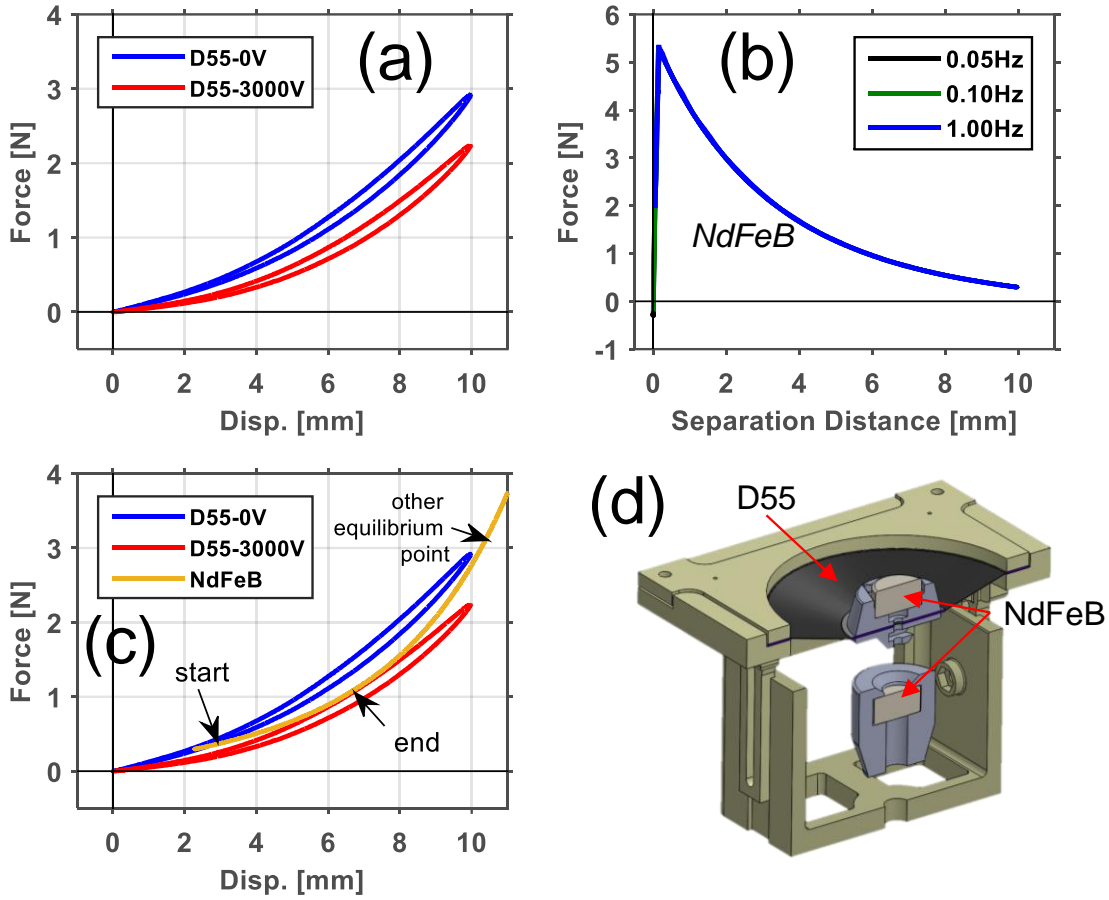 (a)
D55-0V
D55-3000V
4
3
2
1
0
Force [N]
0 2 4 6 8 10
Disp. [mm]
(b)
0.05Hz
0.10Hz
1.00Hz
NdFeB
6
5
4
3
2
1
0
-1
Force [N]
0 2 4 6 8 10
Separation Distance [mm]
(c)
D55-0V
D55-3000V
NdFeB
other
equilibrium
point
start
end
4
3
2
1
0
Force [N]
0 2 4 6 8 10
Disp. [mm]
(d)
D55
NdFeB